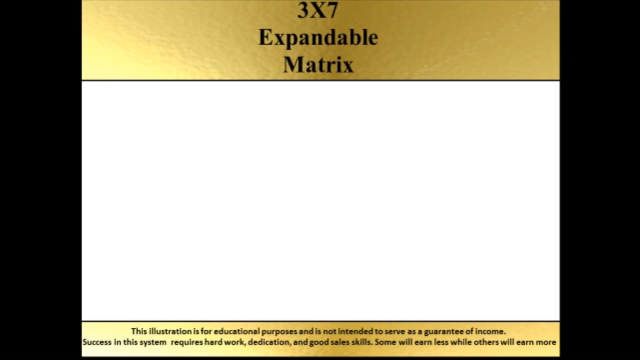 3X7
Expandable
Matrix
This illustration is for educational purposes and is not intended to serve as a guarantee of income.
Success in this system requires hard work, dedication, and good sales skills. Some will earn less while others will earn more